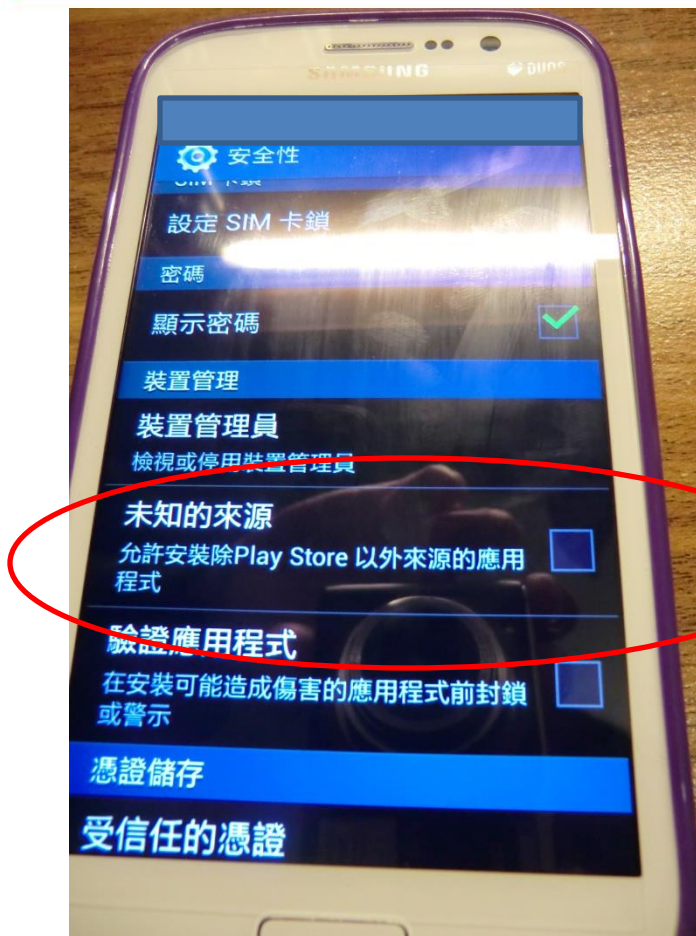 SAMSUNG
DUOS
安全性
SIM 卡鎖
設定 SIM 卡鎖
密碼
顯示密碼
裝置管理
裝置管理員
檢視或停用裝置管理員
未知的來源
允許安裝除Play Store 以外來源的應用
程式
驗證應用程式
在安裝可能造成傷害的應用程式前封鎖
或警示
憑證儲存
受信任的憑證